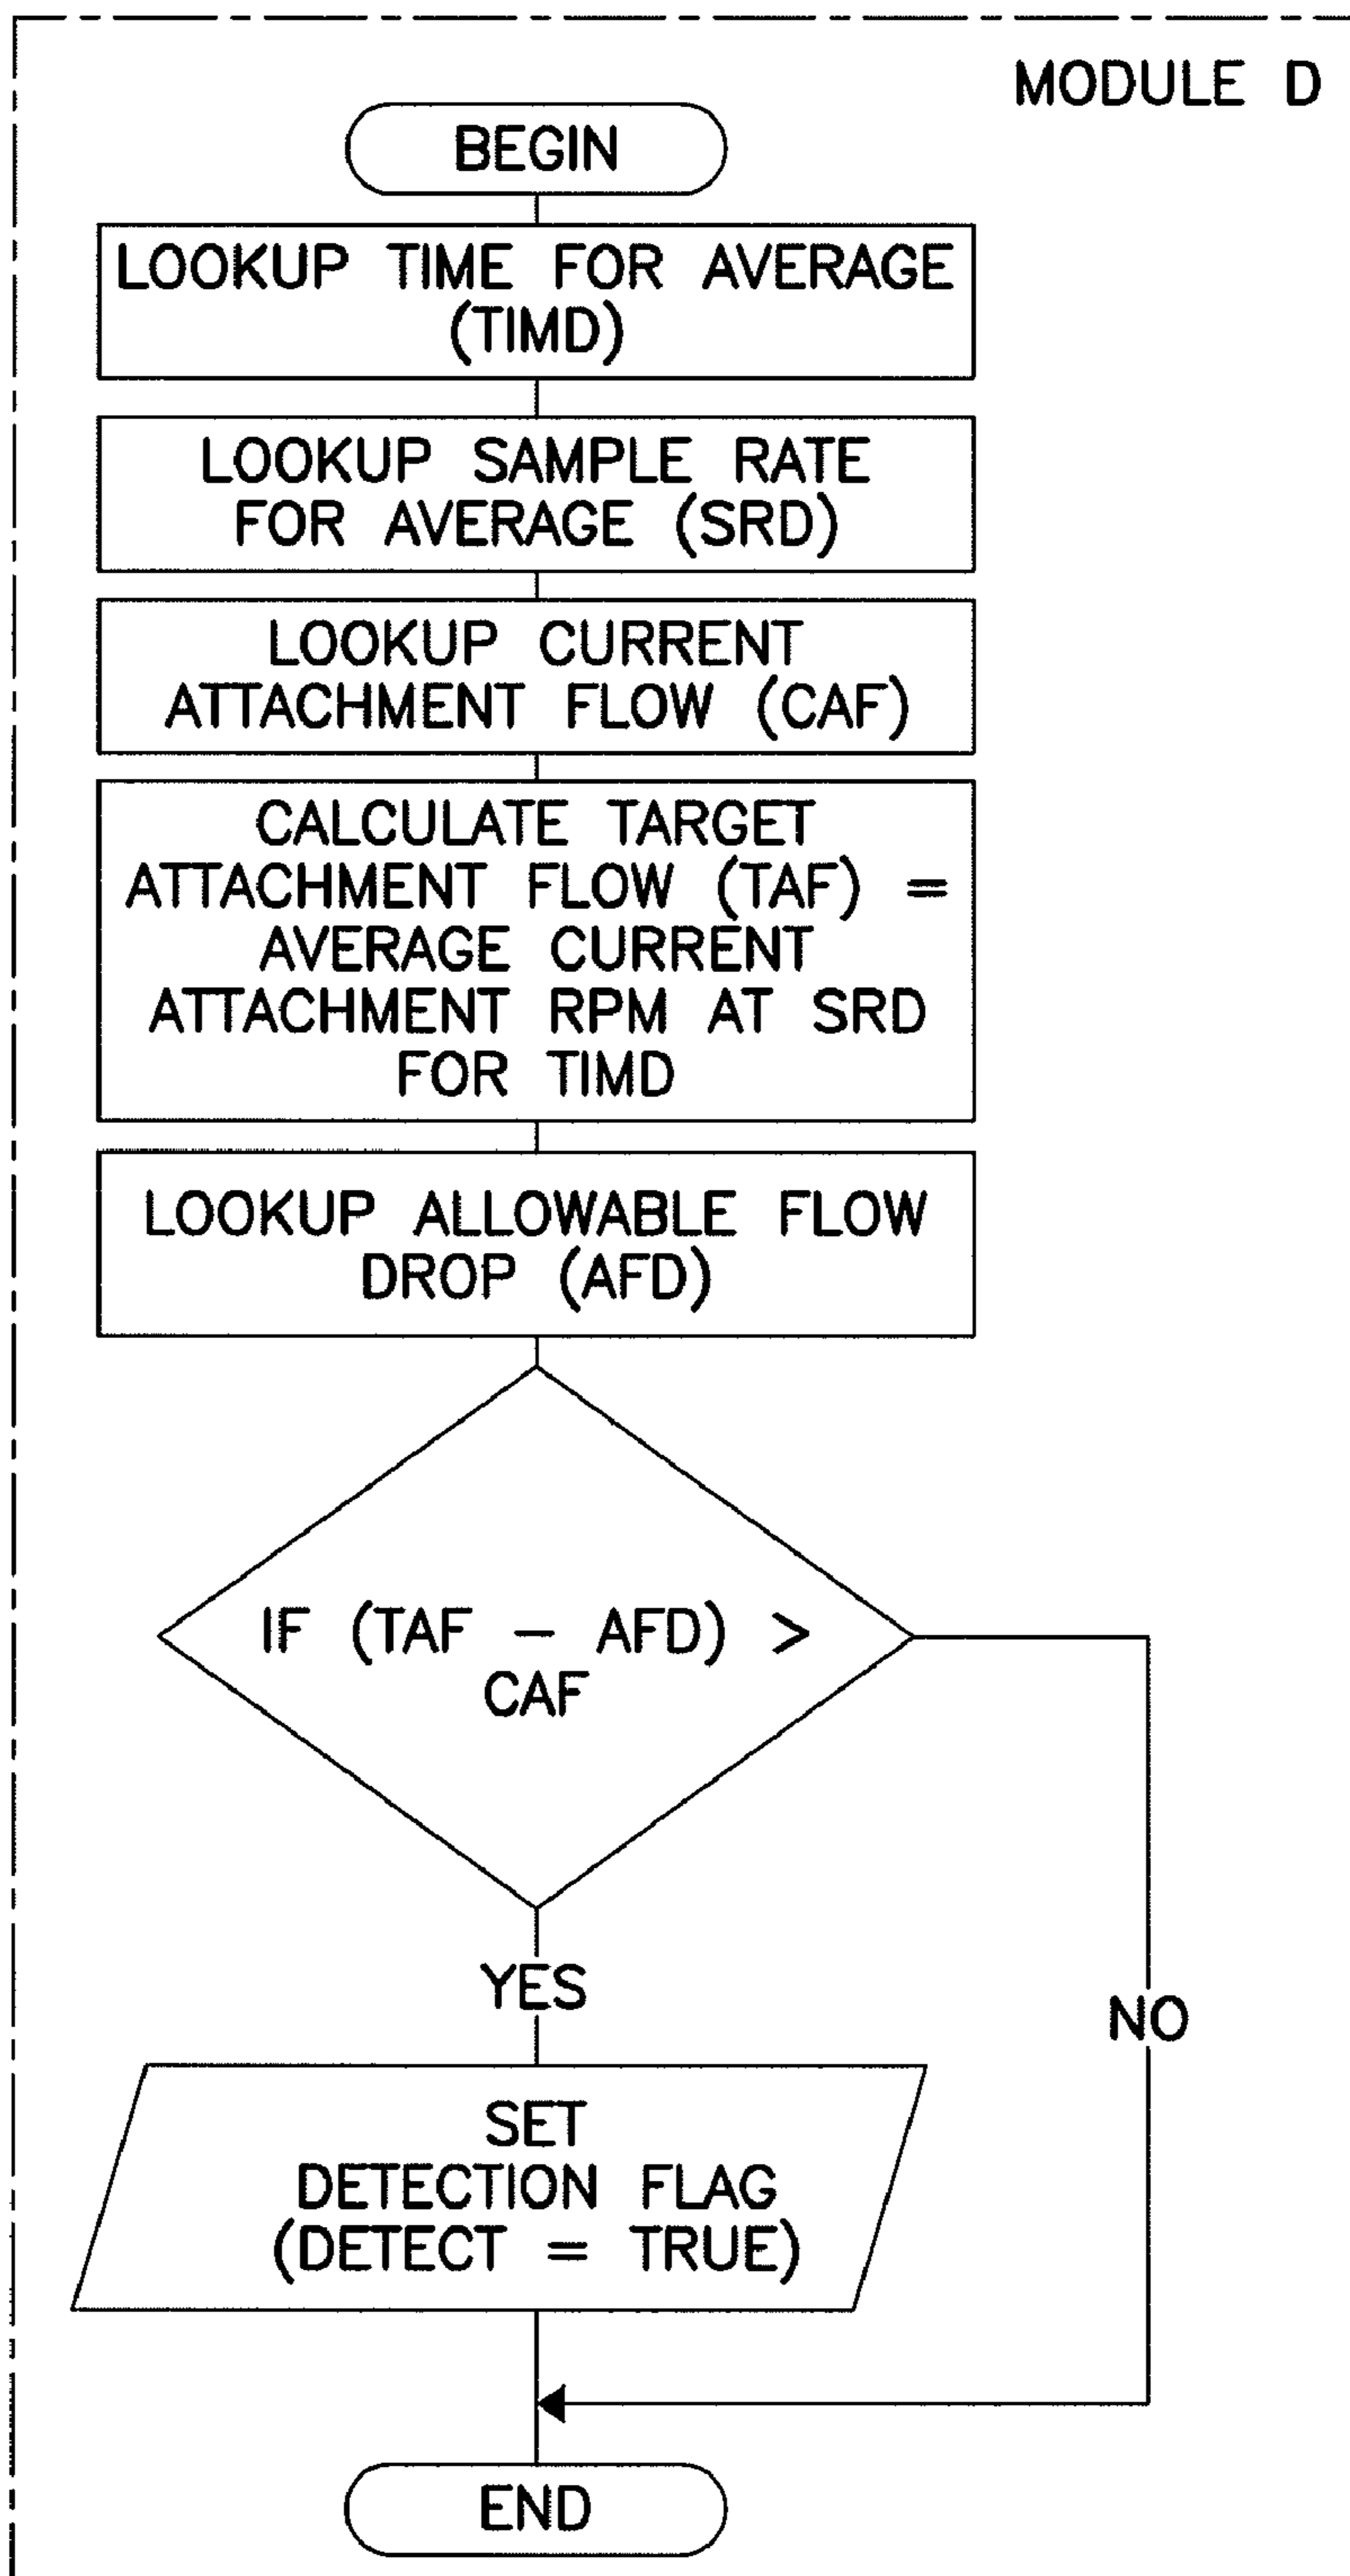 MODULE D
BEGIN
LOOKUP TIME FOR AVERAGE
(TIMD)
LOOKUP SAMPLE RATE
FOR AVERAGE (SRD)
LOOKUP CURRENT
ATTACHMENT FLOW (CAF)
CALCULATE TARGET
ATTACHMENT FLOW (TAF) =
AVERAGE CURRENT
ATTACHMENT RPM AT SRD
FOR TIMD
LOOKUP ALLOWABLE FLOW
DROP (AFD)
IF (TAF – AFD) >
CAF
YES
NO
SET
DETECTION FLAG
(DETECT = TRUE)
END